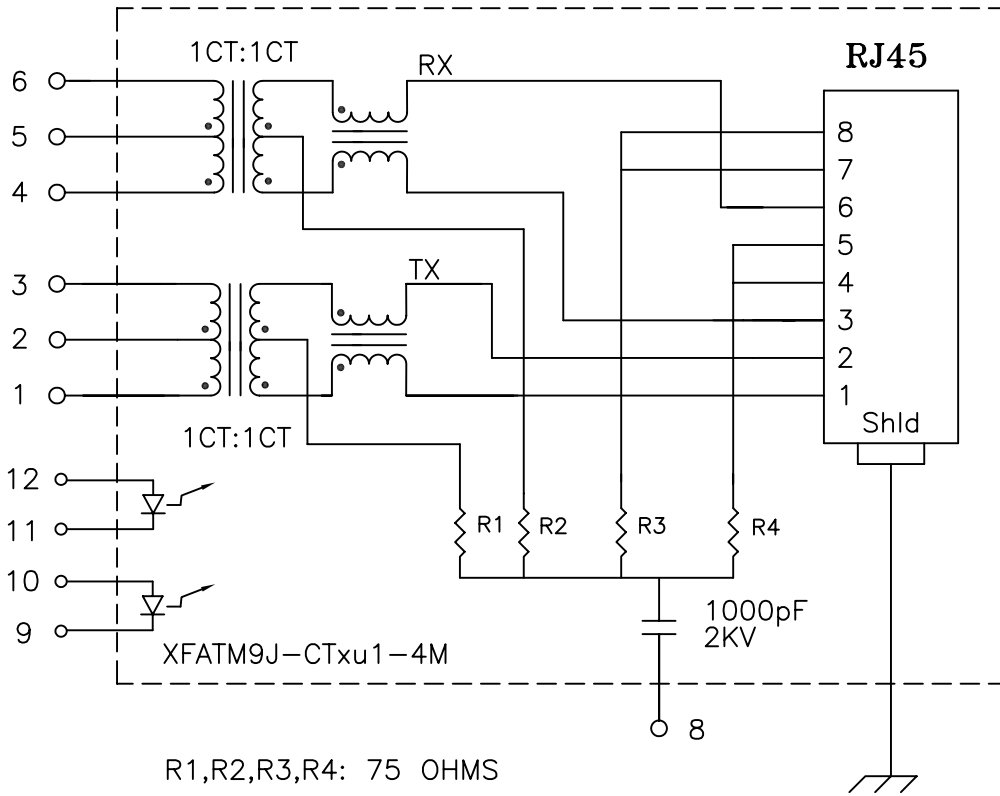 1CT:1CT
RX
RJ45
6
5
4
8
7
6
5
4
3
2
1
Shld
TX
3
2
1
1CT:1CT
12
11
10
9
R1
R2
R3
R4
1000pF
2KV
XFATM9J-CTxu1-4M
8
R1,R2,R3,R4: 75 OHMS